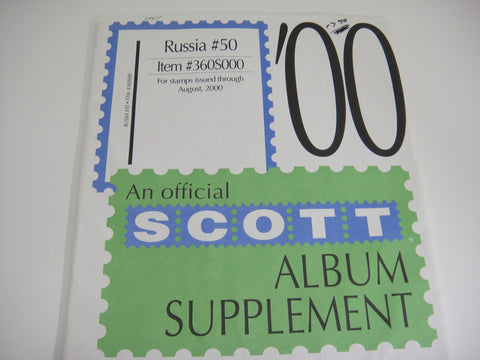 Russia #50
Item #360S000
For stamps issued through
August, 2000
'00
An official
SCOTT
ALBUM
SUPPLEMENT